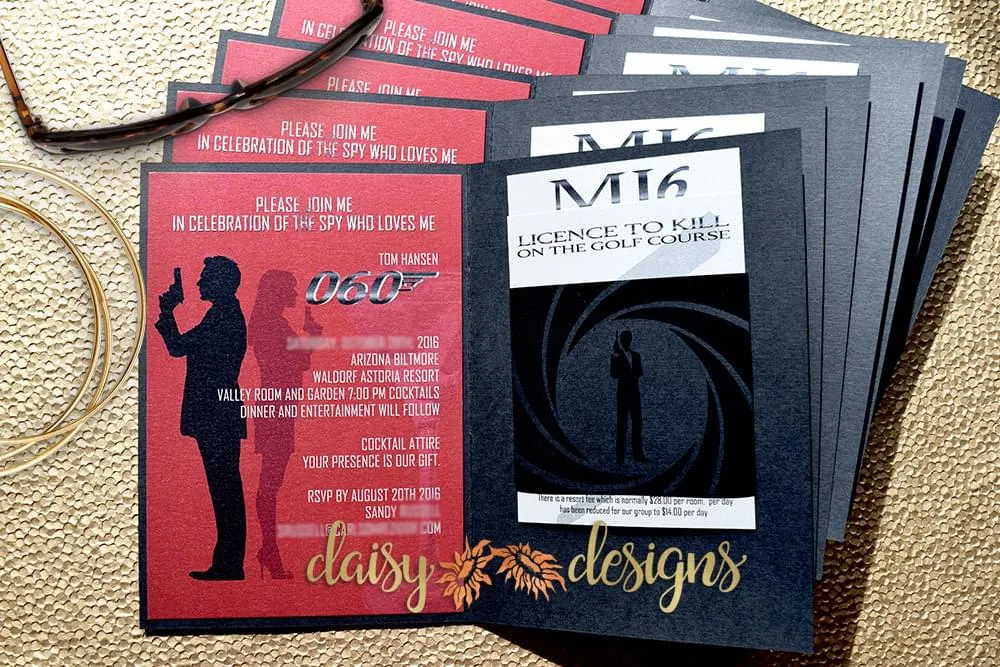 PLEASE JOIN ME
IN CELEBRATION OF THE SPY WHO LOVES ME
PLEASE JOIN ME
PLEASE JOIN ME
IN CELEBRATION OF THE SPY WHO LOVES ME
MI6
PLEASE JOIN ME
IN CELEBRATION OF THE SPY WHO LOVES ME
TOM HANSEN
060
2016
ARIZONA BILTMORE
WALDORF ASTORIA RESORT
VALLEY ROOM AND GARDEN 7:00 PM COCKTAILS
DINNER AND ENTERTAINMENT WILL FOLLOW
COCKTAIL ATTIRE
YOUR PRESENCE IS OUR GIFT.
RSVP BY AUGUST 20TH 2016
SANDY
COM
MI6
LICENCE TO KILL
ON THE GOLF COURSE
There is a resort fee which is normally $28.00 per room, per day
has been reduced for our group to $14.00 per day
daisy designs